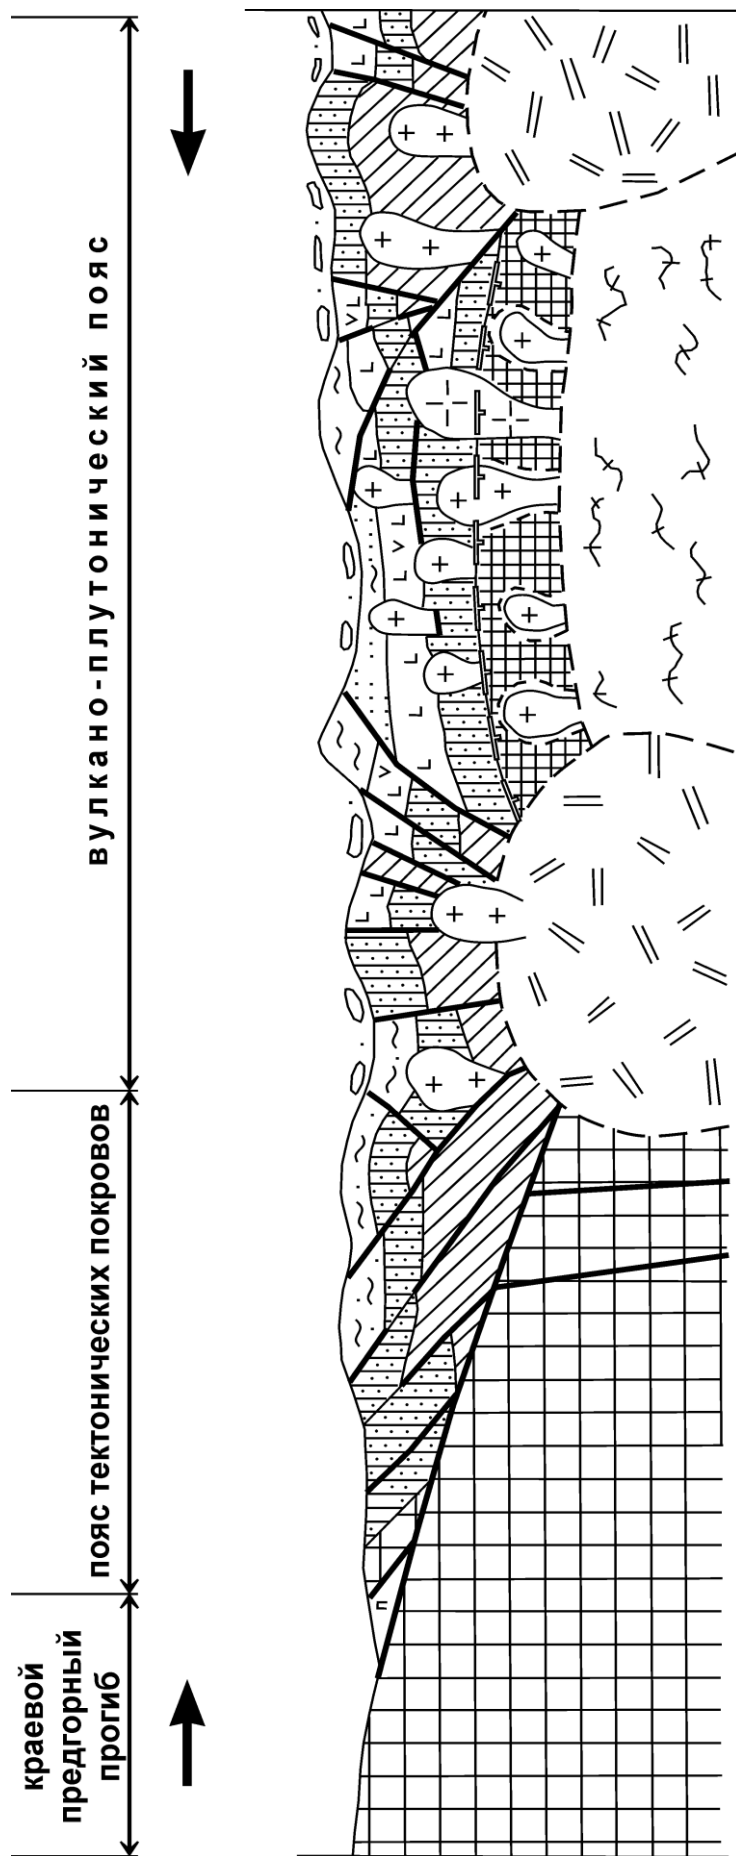 краевой
предгорный
прогиб
пояс тектонических покровов
вулкано-плутонический пояс